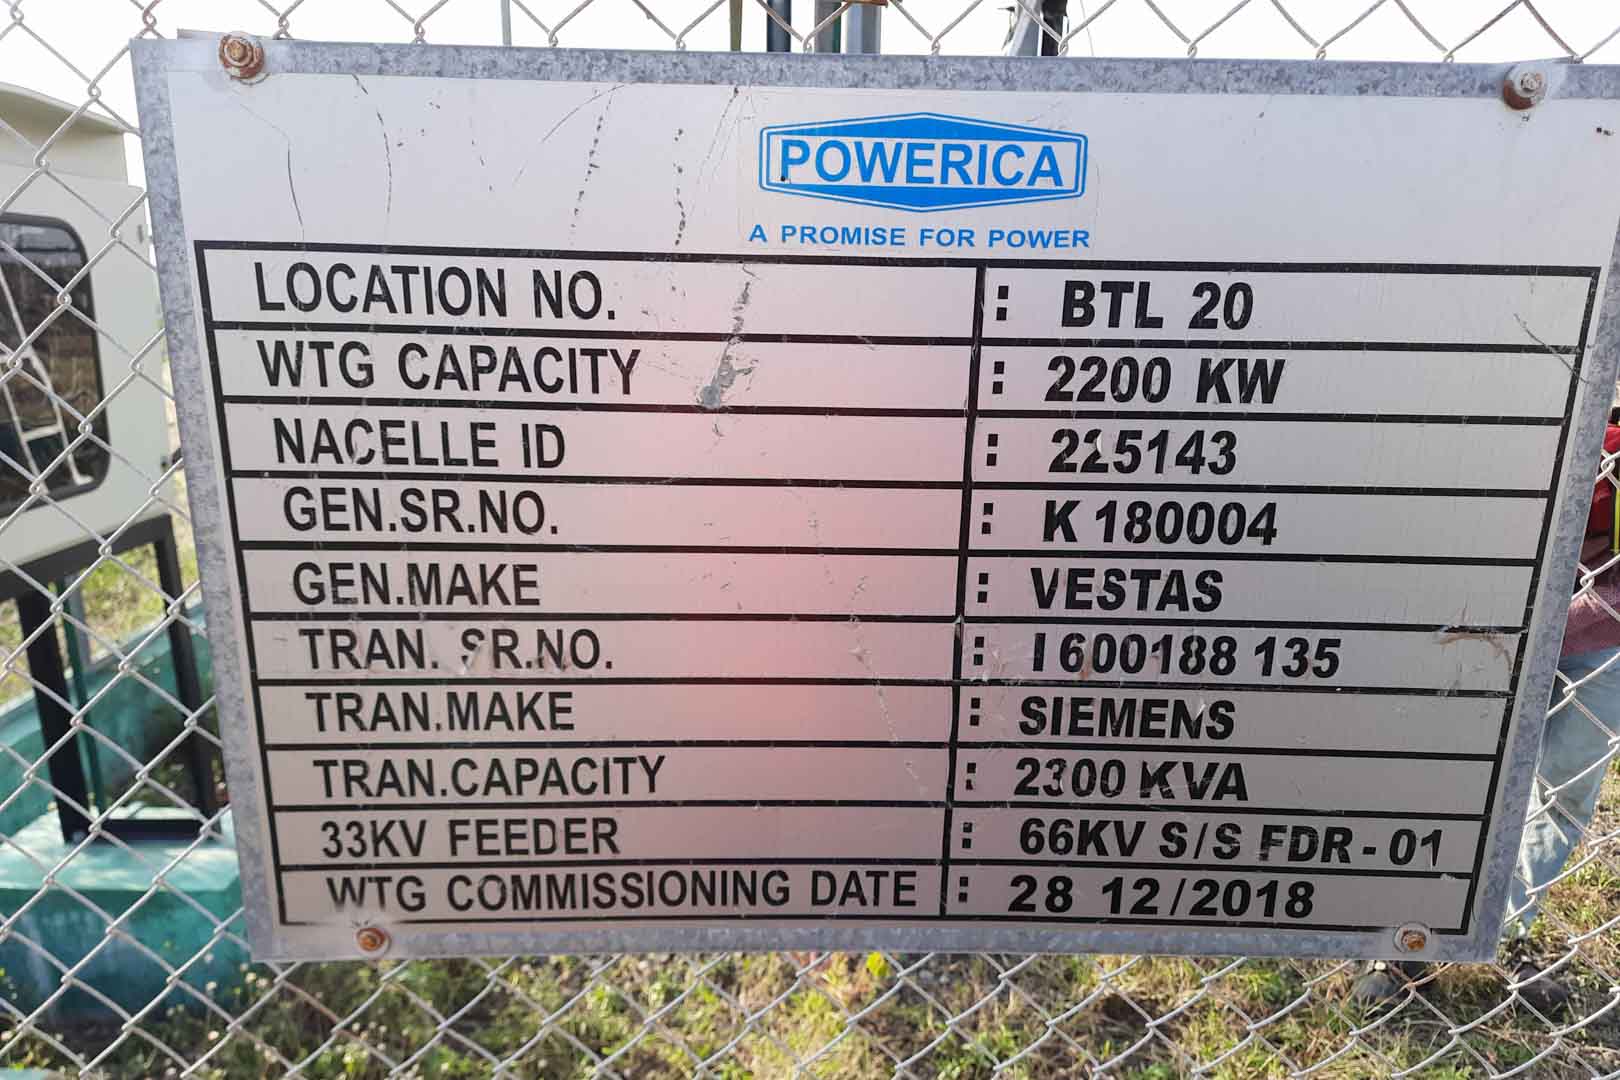 POWERICA
A PROMISE FOR POWER
LOCATION NO. : BTL 20
WTG CAPACITY : 2200 KW
NACELLE ID : 225143
GEN.SR.NO. : K 180004
GEN.MAKE : VESTAS
TRAN. SR.NO. : I 600188 135
TRAN.MAKE : SIEMENS
TRAN.CAPACITY : 2300 KVA
33KV FEEDER : 66KV S/S FDR - 01
WTG COMMISSIONING DATE : 28 12/2018